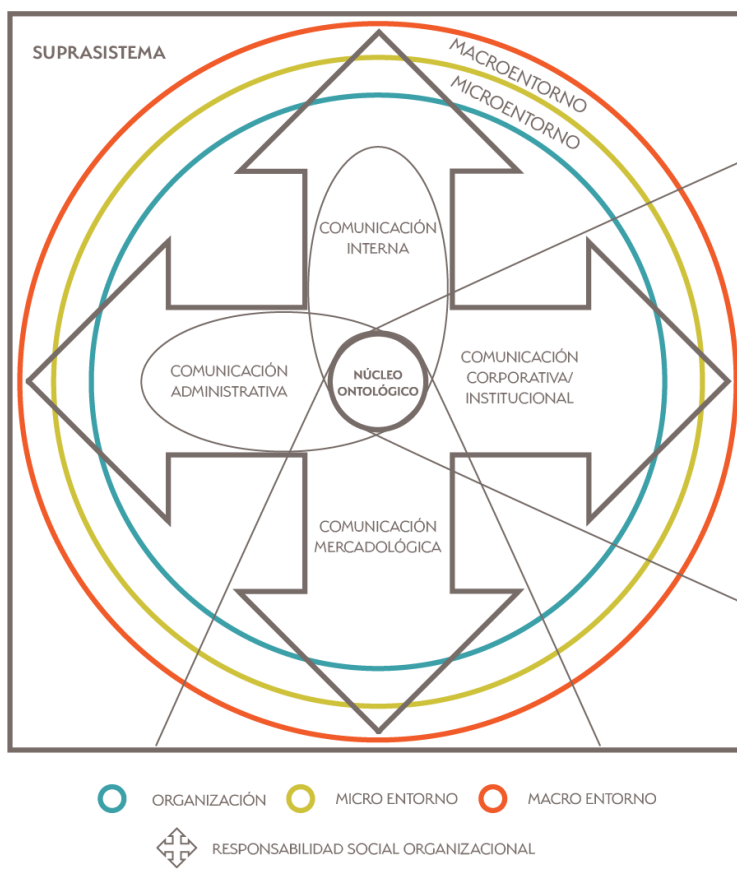 SUPRASISTEMA
MACROENTORNO
MICROENTORNO
COMUNICACIÓN
INTERNA
COMUNICACIÓN
ADMINISTRATIVA
NÚCLEO
ONTOLÓGICO
COMUNICACIÓN
CORPORATIVA/
INSTITUCIONAL
COMUNICACIÓN
MERCADOLÓGICA
ORGANIZACIÓN
MICRO ENTORNO
MACRO ENTORNO
RESPONSABILIDAD SOCIAL ORGANIZACIONAL